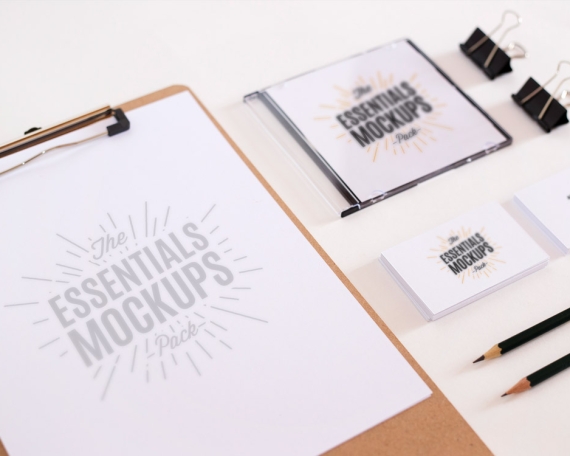 The
ESSENTIALS
MOCKUPS
-Pack-
The
ESSENTIALS
MOCKUPS
-Pack-
The
ESSENTIALS
MOCKUPS
-Pack-